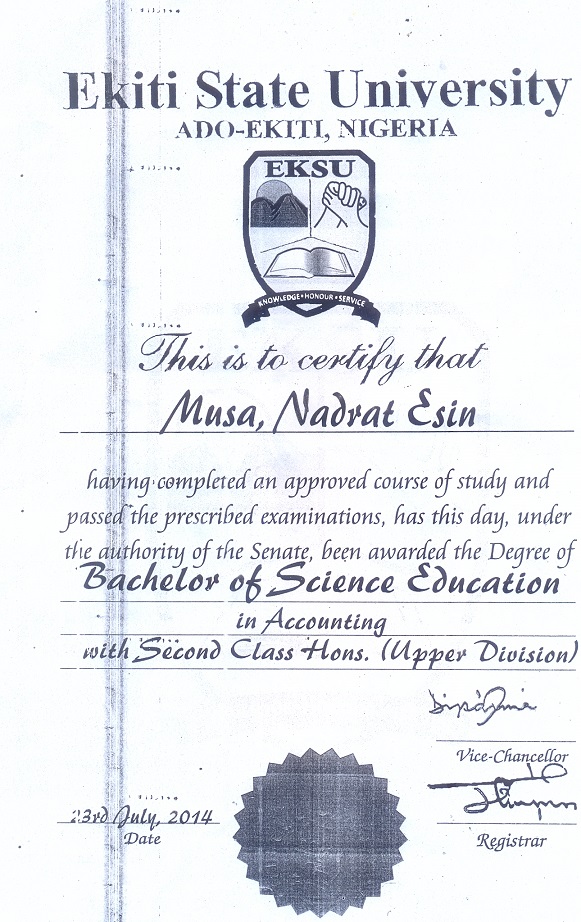 Ekiti State University
ADO-EKITI, NIGERIA
EKSU
KNOWLEDGE•HONOUR•SERVICE
This is to certify that
Musa, Nadrat Esin
having completed an approved course of study and
passed the prescribed examinations, has this day, under
the authority of the Senate, been awarded the Degree of
Bachelor of Science Education
in Accounting
with Second Class Hons. (Upper Division)
Vice-Chancellor
23rd July, 2014
Date
Registrar